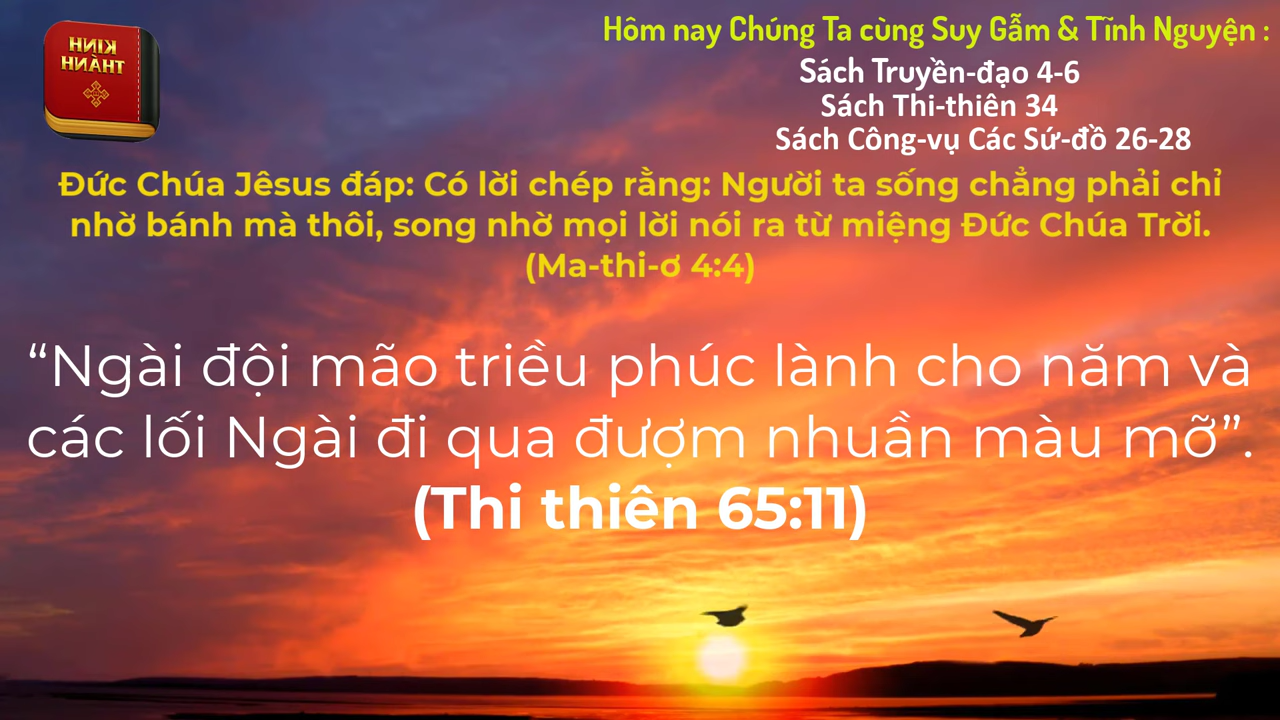 KINH
THÀNH
Hôm nay Chúng Ta cùng Suy Gẫm & Tĩnh Nguyện :
Sách Truyền-đạo 4-6
Sách Thi-thiên 34
Sách Công-vụ Các Sứ-đồ 26-28
Đức Chúa Jêsus đáp: Có lời chép rằng: Người ta sống chẳng phải chỉ
nhờ bánh mà thôi, song nhờ mọi lời nói ra từ miệng Đức Chúa Trời.
(Ma-thi-ơ 4:4)
“Ngài đội mão triều phúc lành cho năm và
các lối Ngài đi qua đượm nhuần màu mỡ”.
(Thi thiên 65:11)